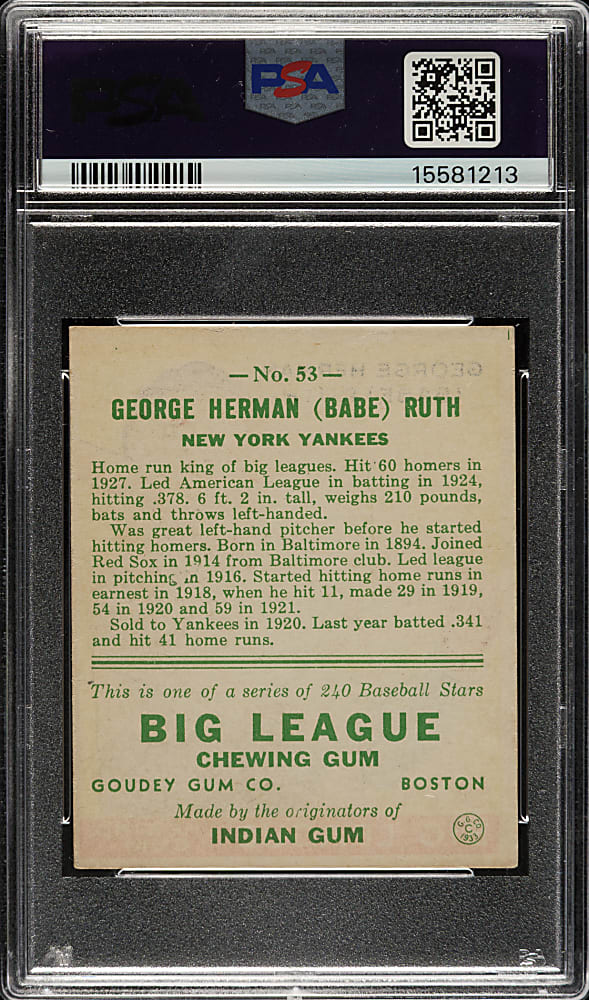 PSA
PSA
15581213
— No. 53 —
GEORGE HERMAN (BABE) RUTH
NEW YORK YANKEES
Home run king of big leagues. Hit 60 homers in
1927. Led American League in batting in 1924,
hitting .378. 6 ft. 2 in. tall, weighs 210 pounds,
bats and throws left-handed.
Was great left-hand pitcher before he started
hitting homers. Born in Baltimore in 1894. Joined
Red Sox in 1914 from Baltimore club. Led league
in pitching in 1916. Started hitting home runs in
earnest in 1918, when he hit 11, made 29 in 1919,
54 in 1920 and 59 in 1921.
Sold to Yankees in 1920. Last year batted .341
and hit 41 home runs.
This is one of a series of 240 Baseball Stars
BIG LEAGUE
CHEWING GUM
GOUDEY GUM CO. BOSTON
Made by the originators of
INDIAN GUM
G. G. CO.
C
1933